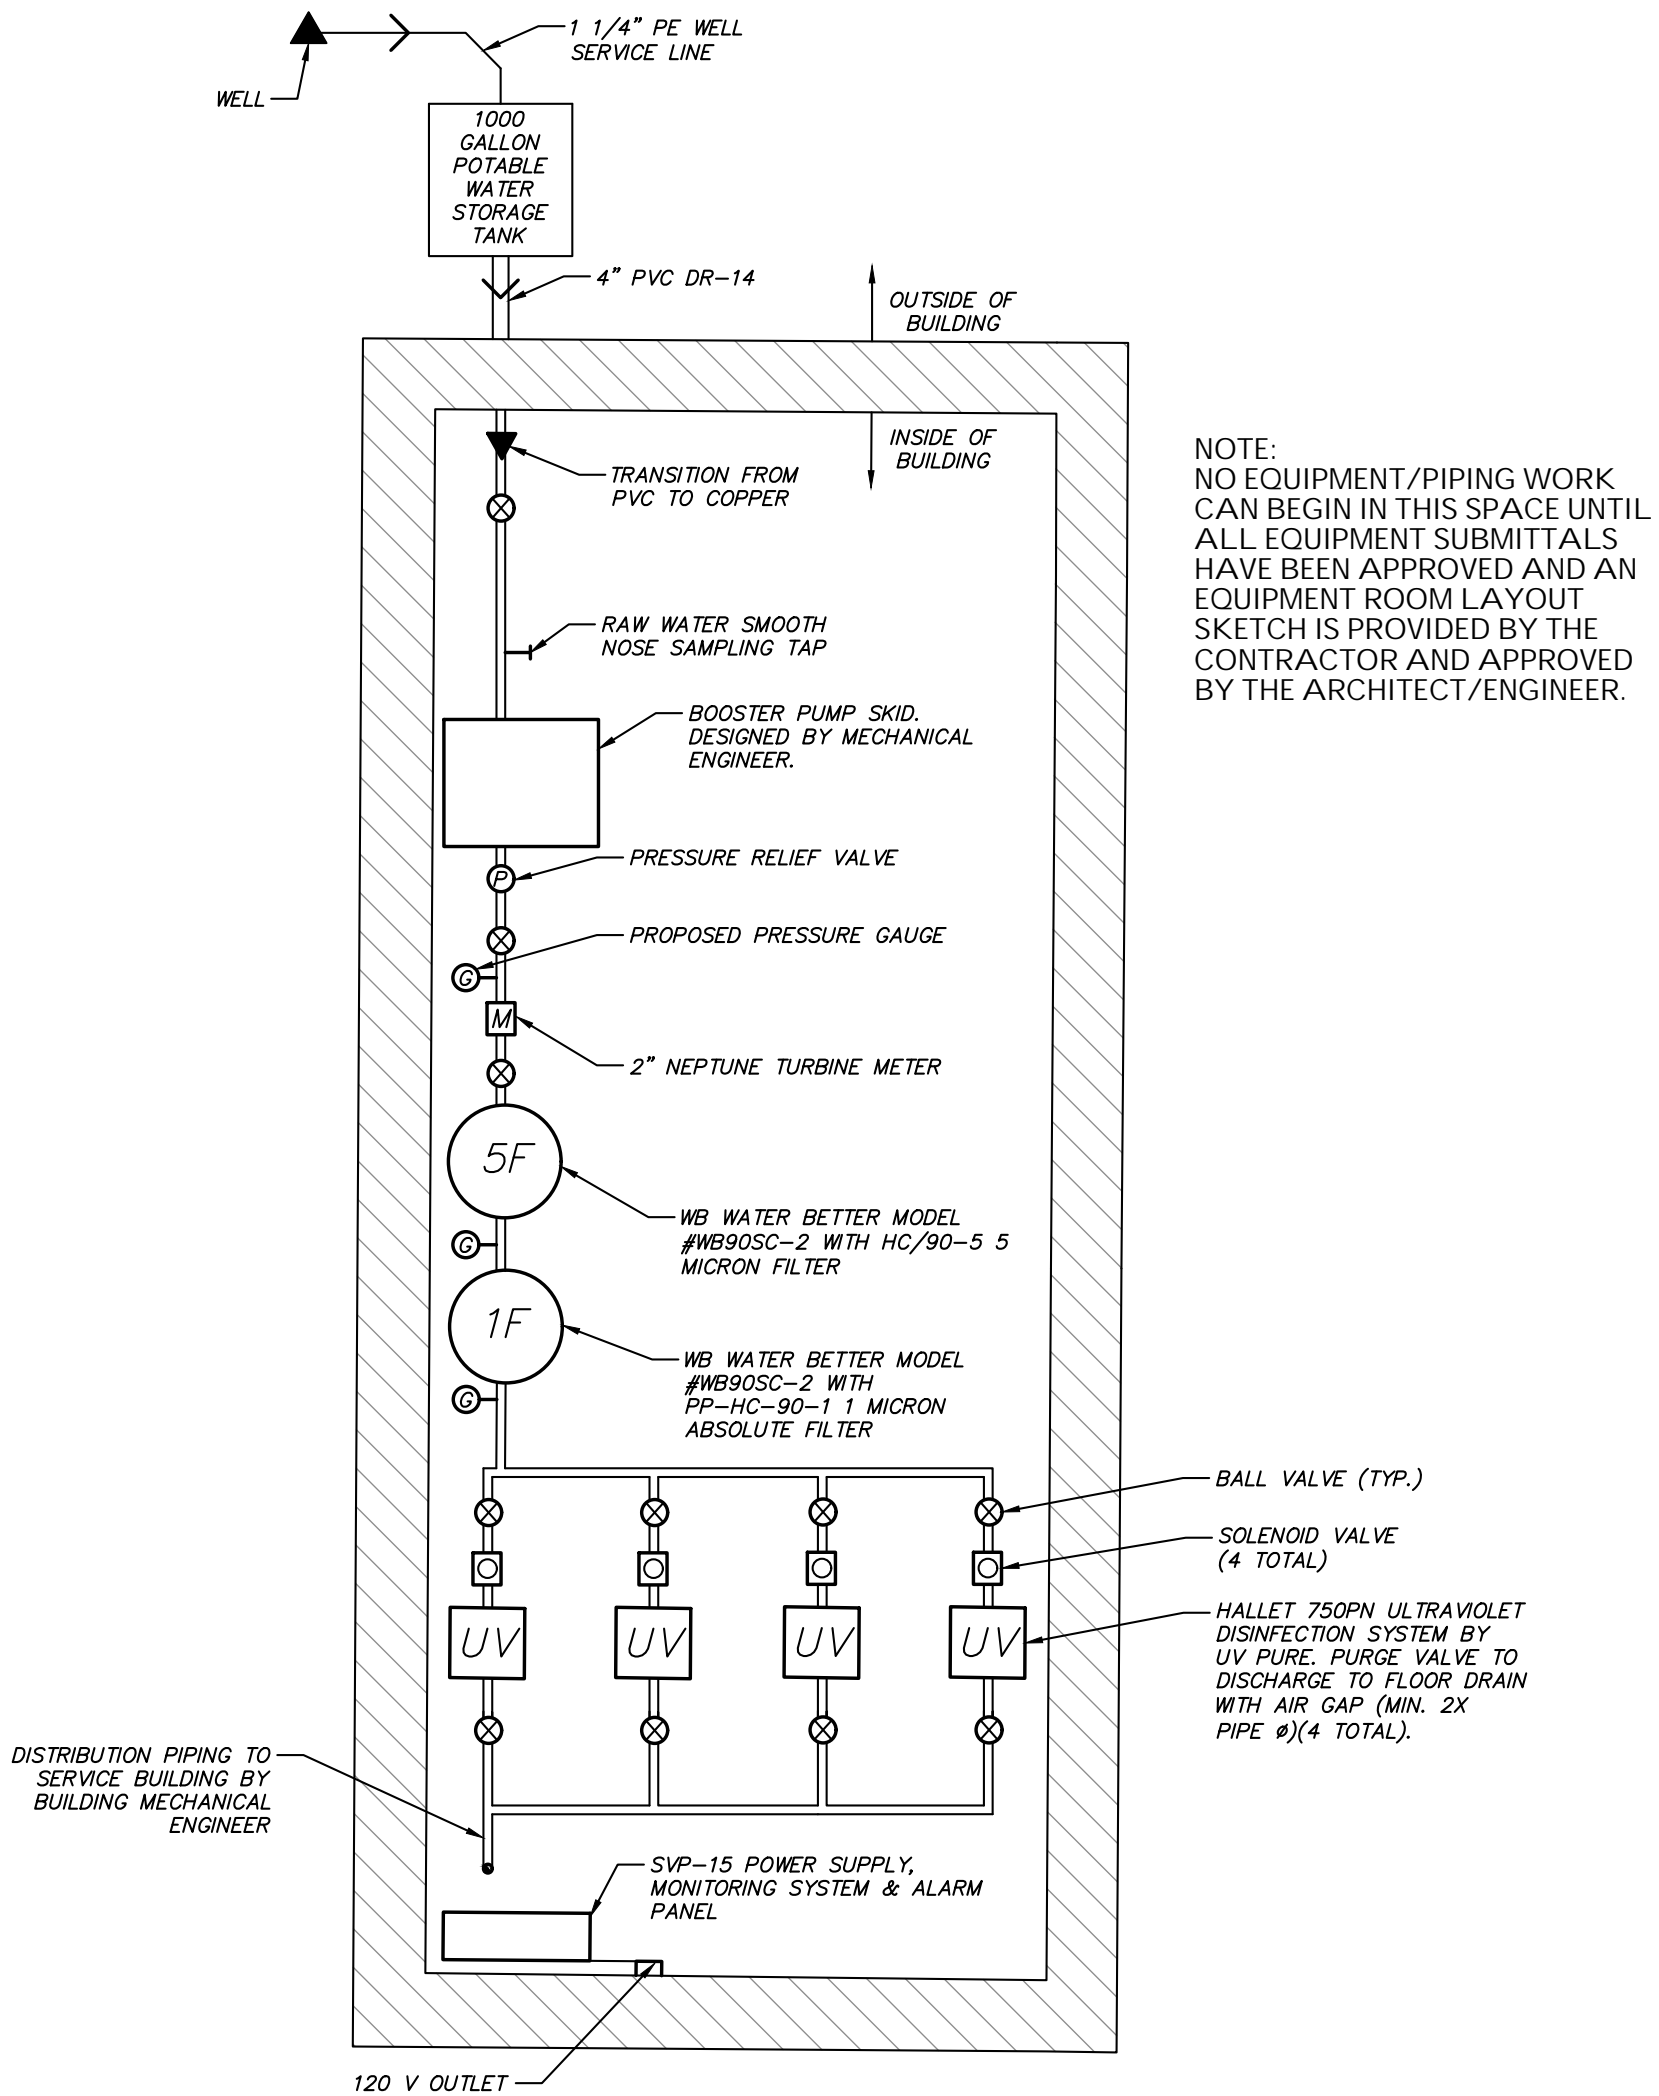 1 1/4" PE WELL
SERVICE LINE
WELL
1000
GALLON
POTABLE
WATER
STORAGE
TANK
4" PVC DR-14
OUTSIDE OF
BUILDING
INSIDE OF
BUILDING
TRANSITION FROM
PVC TO COPPER
NOTE:
NO EQUIPMENT/PIPING WORK
CAN BEGIN IN THIS SPACE UNTIL
ALL EQUIPMENT SUBMITTALS
HAVE BEEN APPROVED AND AN
EQUIPMENT ROOM LAYOUT
SKETCH IS PROVIDED BY THE
CONTRACTOR AND APPROVED
BY THE ARCHITECT/ENGINEER.
RAW WATER SMOOTH
NOSE SAMPLING TAP
BOOSTER PUMP SKID.
DESIGNED BY MECHANICAL
ENGINEER.
PRESSURE RELIEF VALVE
P
PROPOSED PRESSURE GAUGE
G
M
2" NEPTUNE TURBINE METER
5F
WB WATER BETTER MODEL
#WB90SC-2 WITH HC/90-5 5
MICRON FILTER
G
1F
WB WATER BETTER MODEL
#WB90SC-2 WITH
PP-HC-90-1 1 MICRON
ABSOLUTE FILTER
G
BALL VALVE (TYP.)
SOLENOID VALVE
(4 TOTAL)
UV
UV
UV
UV
HALLET 750PN ULTRAVIOLET
DISINFECTION SYSTEM BY
UV PURE. PURGE VALVE TO
DISCHARGE TO FLOOR DRAIN
WITH AIR GAP (MIN. 2X
PIPE ø)(4 TOTAL).
DISTRIBUTION PIPING TO
SERVICE BUILDING BY
BUILDING MECHANICAL
ENGINEER
SVP-15 POWER SUPPLY,
MONITORING SYSTEM & ALARM
PANEL
120 V OUTLET